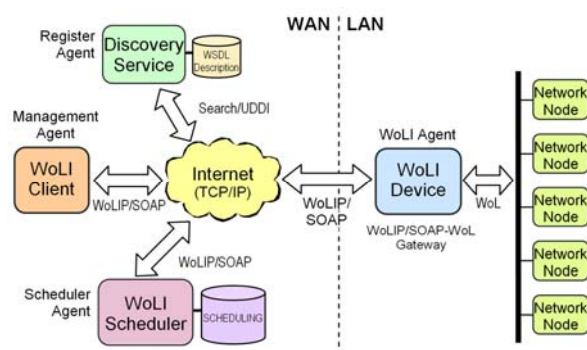 WAN
LAN
Register
Agent
Discovery
Service
WSDL
Description
Search/UDDI
Management
Agent
WoLI
Client
WoLIP/SOAP
Internet
(TCP/IP)
WoLIP/
SOAP
WoLI Agent
WoLI
Device
WoLIP/SOAP-WoL
Gateway
WoL
Network
Node
Network
Node
Network
Node
Network
Node
Network
Node
WoLIP/SOAP
Scheduler
Agent
WoLI
Scheduler
SCHEDULING